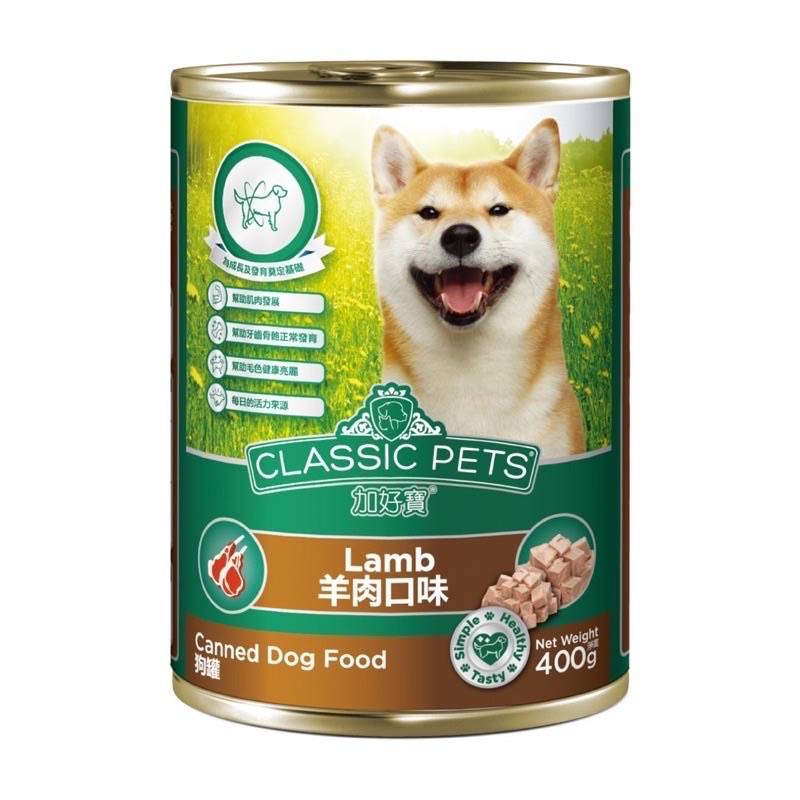 為成長及發育奠定基礎
幫助肌肉發展
幫助牙齒骨骼正常發育
幫助毛色健康亮麗
每日的活力來源
CLASSIC PETS®
加好寶®
Lamb
羊肉口味
Simple Healthy Tasty
Canned Dog Food
狗罐
Net Weight
淨重
400g